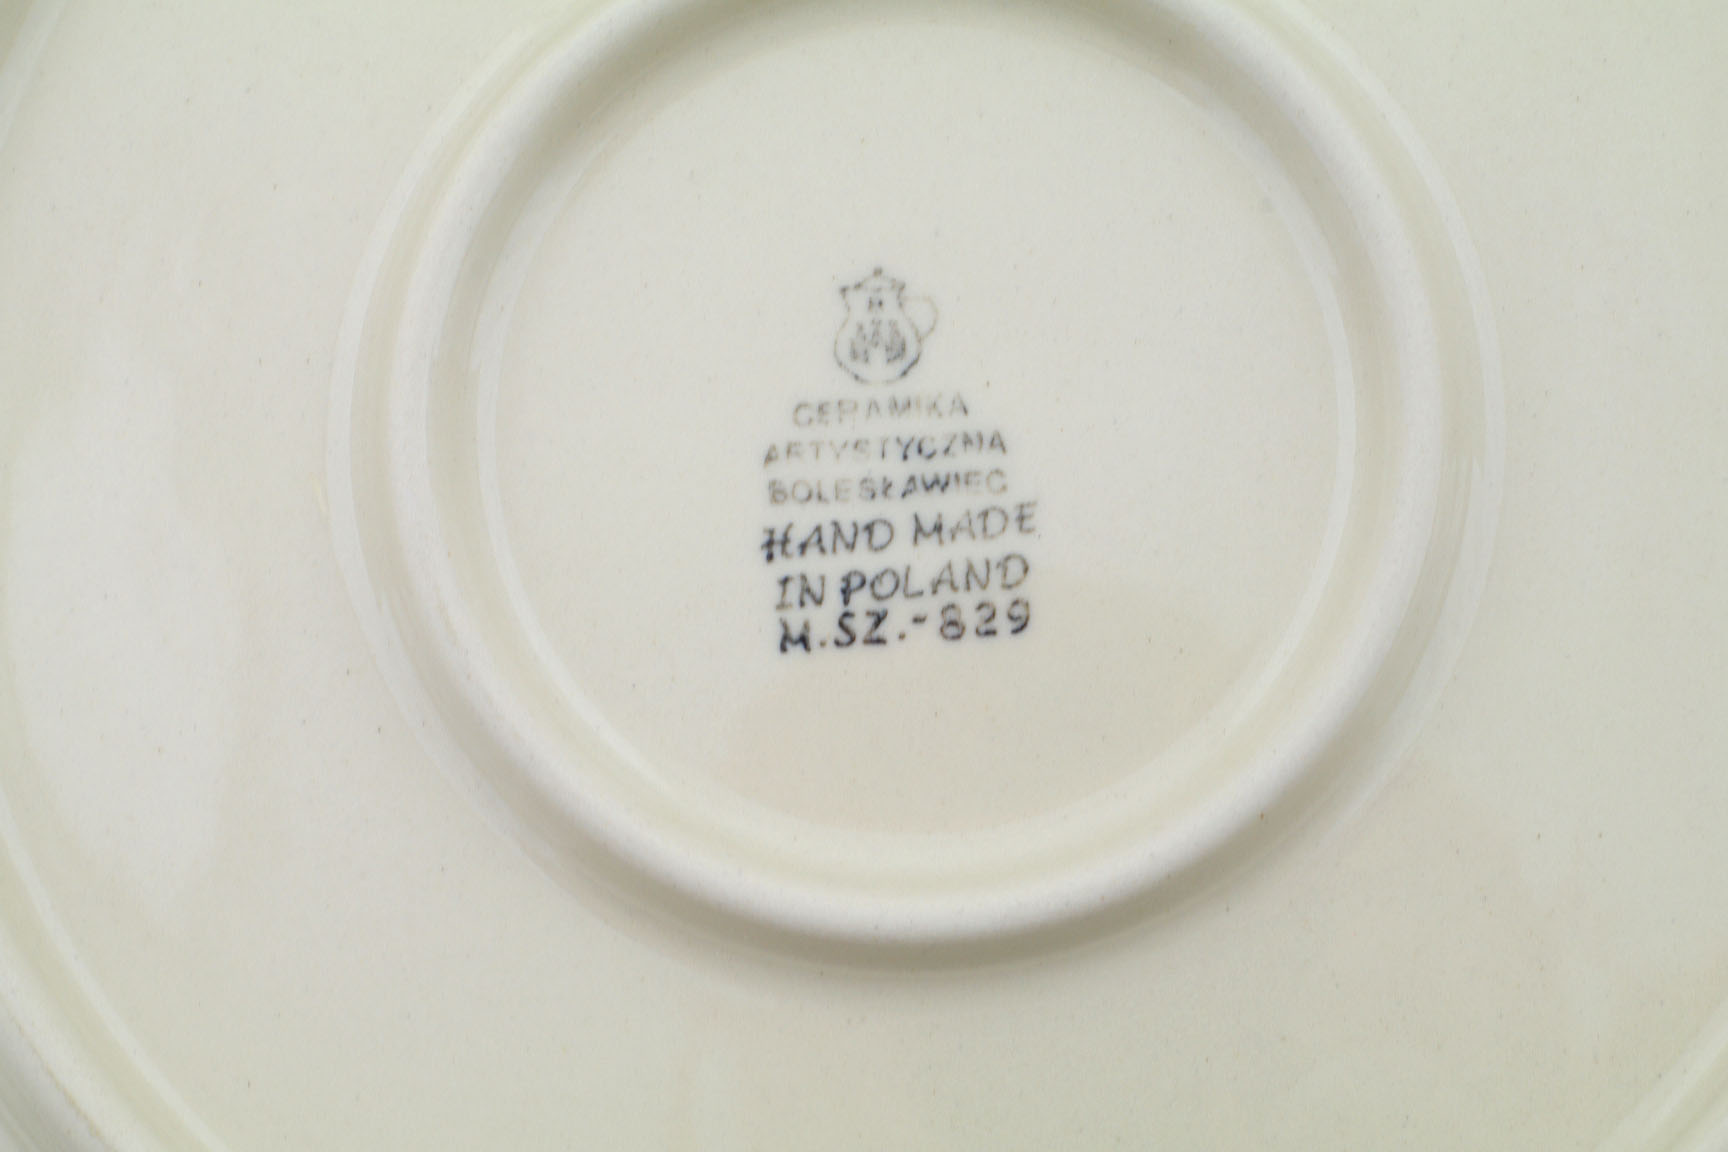 CERAMIKA
ARTYSTYCZNA
BOLESŁAWIEC
HAND MADE
IN POLAND
M.SZ.-829